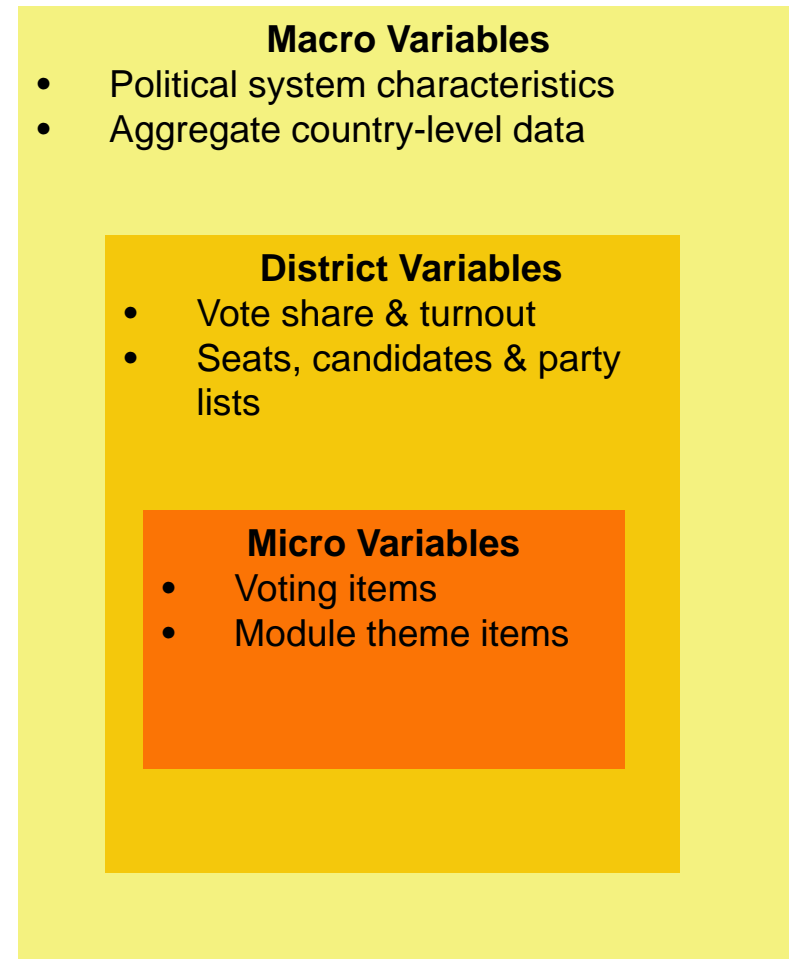 Macro Variables
• Political system characteristics
• Aggregate country-level data
District Variables
• Vote share & turnout
• Seats, candidates & party
lists
Micro Variables
• Voting items
• Module theme items